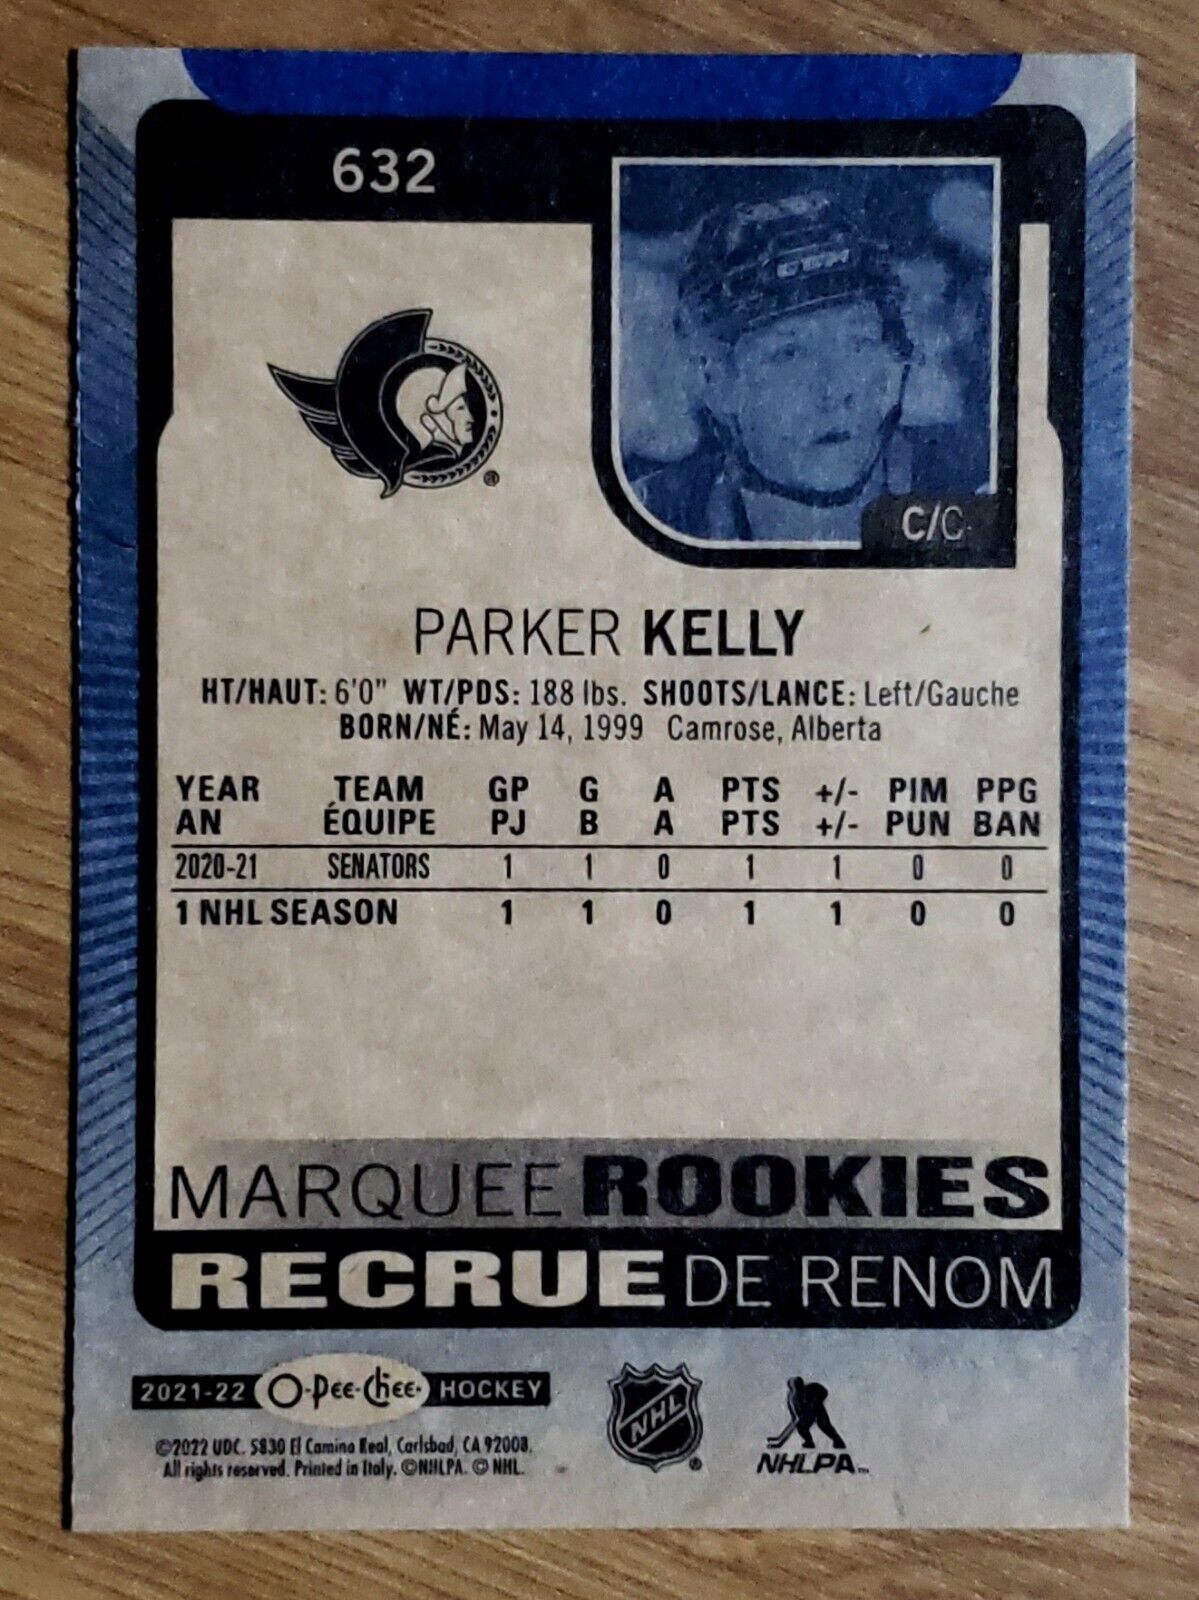 632
CCM
C/C
PARKER KELLY
HT/HAUT: 6'0" WT/PDS: 188 lbs. SHOOTS/LANCE: Left/Gauche
BORN/NÉ: May 14, 1999 Camrose, Alberta
YEAR TEAM GP G A PTS +/- PIM PPG
AN ÉQUIPE PJ B A PTS +/- PUN BAN
2020-21 SENATORS 1 1 0 1 1 0 0
1 NHL SEASON 1 1 0 1 1 0 0
MARQUEE ROOKIES
RECRUE DE RENOM
2021-22 O-Pee-Chee HOCKEY
©2022 UDC. 5830 El Camino Real, Carlsbad, CA 92008.
All rights reserved. Printed in Italy. ©NHLPA. © NHL.
NHL ®
NHLPA™